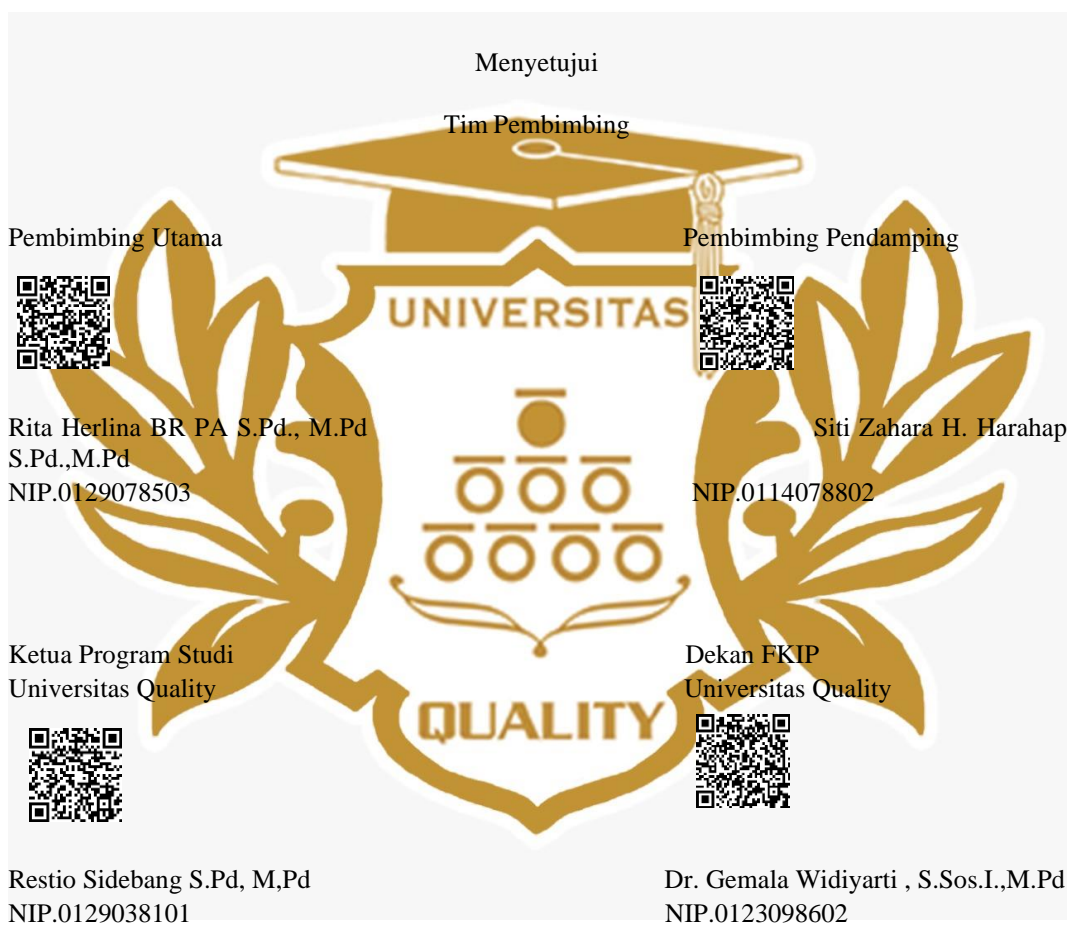 Menyetujui
Tim Pembimbing
Pembimbing Utama Pembimbing Pendamping
UNIVERSITAS
Rita Herlina BR PA S.Pd., M.Pd Siti Zahara H. Harahap
S.Pd.,M.Pd
NIP.0129078503 NIP.0114078802
Ketua Program Studi Dekan FKIP
Universitas Quality Universitas Quality
QUALITY
Restio Sidebang S.Pd, M,Pd Dr. Gemala Widiyarti , S.Sos.I.,M.Pd
NIP.0129038101 NIP.0123098602